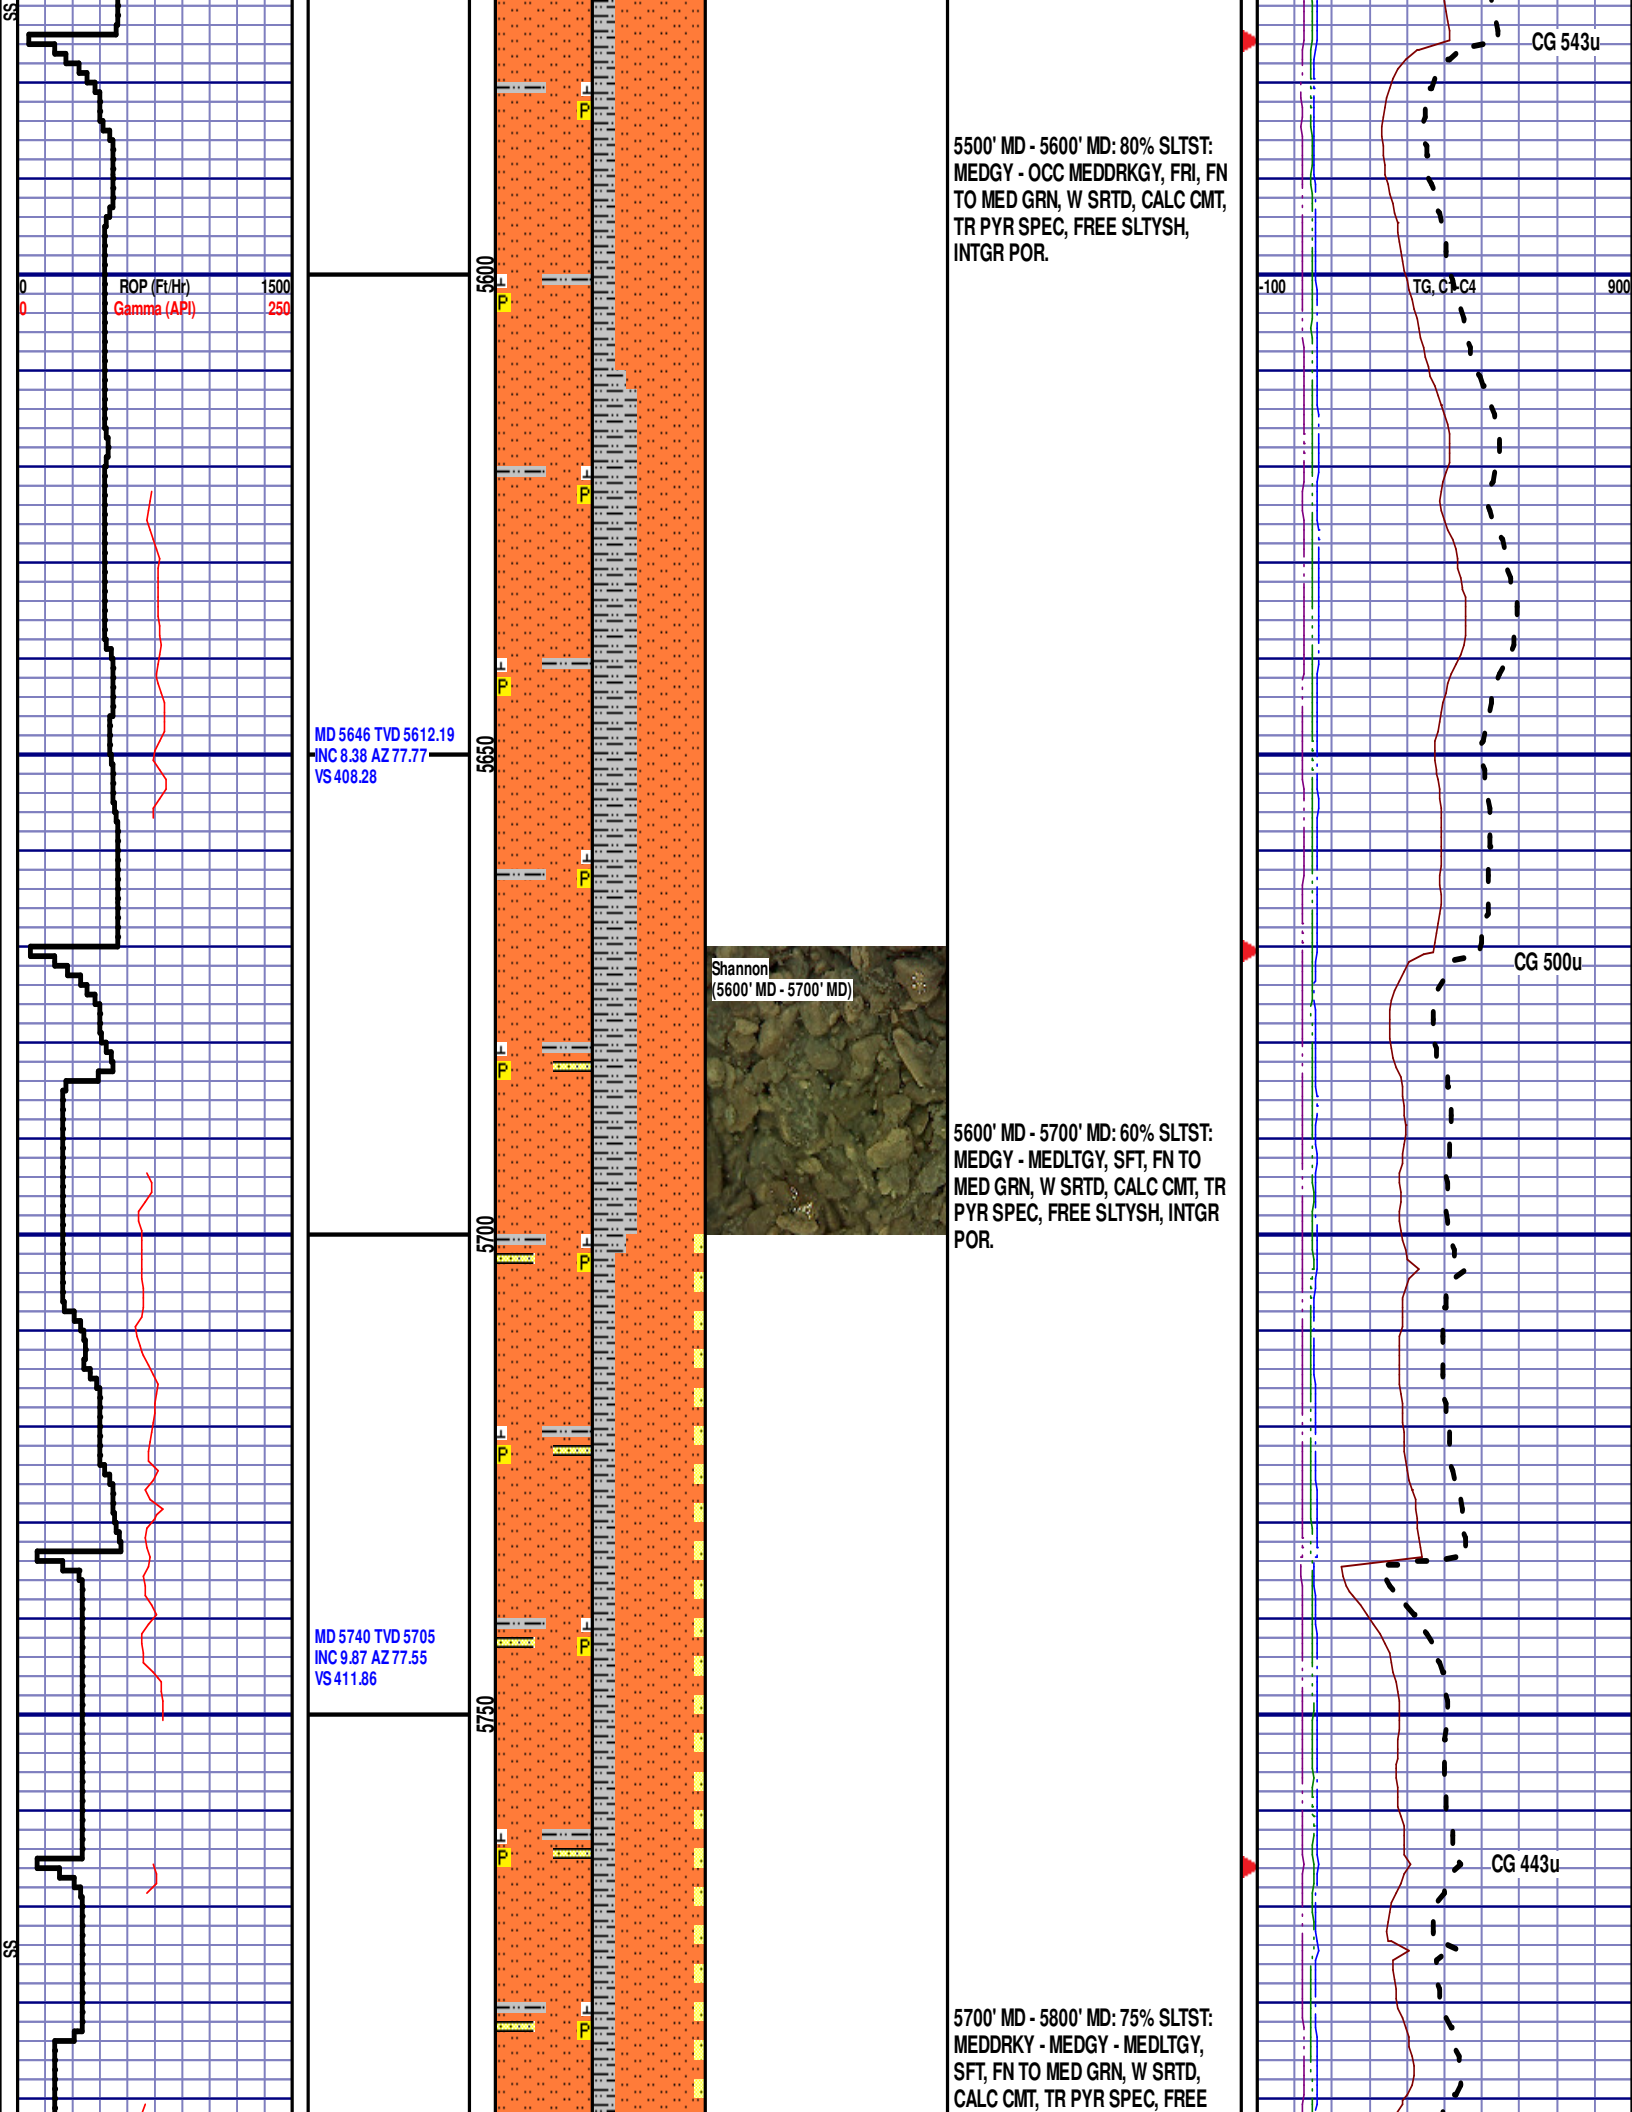 SS
CG 543u
5500' MD - 5600' MD: 80% SLTST:
MEDGY - OCC MEDDRKGY, FRI, FN
TO MED GRN, W SRTD, CALC CMT,
TR PYR SPEC, FREE SLTYSH,
INTGR POR.
0 ROP (Ft/Hr) 1500
0 Gamma (API) 250
5600
-100 TG, C1-C4 900
P
P
P
P
MD 5646 TVD 5612.19
INC 8.38 AZ 77.77
VS 408.28
5650
P
Shannon
(5600' MD - 5700' MD)
CG 500u
P
5600' MD - 5700' MD: 60% SLTST:
MEDGY - MEDLTGY, SFT, FN TO
MED GRN, W SRTD, CALC CMT, TR
PYR SPEC, FREE SLTYSH, INTGR
POR.
5700
P
P
MD 5740 TVD 5705
INC 9.87 AZ 77.55
VS 411.86
P
5750
P
CG 443u
SS
P
5700' MD - 5800' MD: 75% SLTST:
MEDDRKY - MEDGY - MEDLTGY,
SFT, FN TO MED GRN, W SRTD,
CALC CMT, TR PYR SPEC, FREE